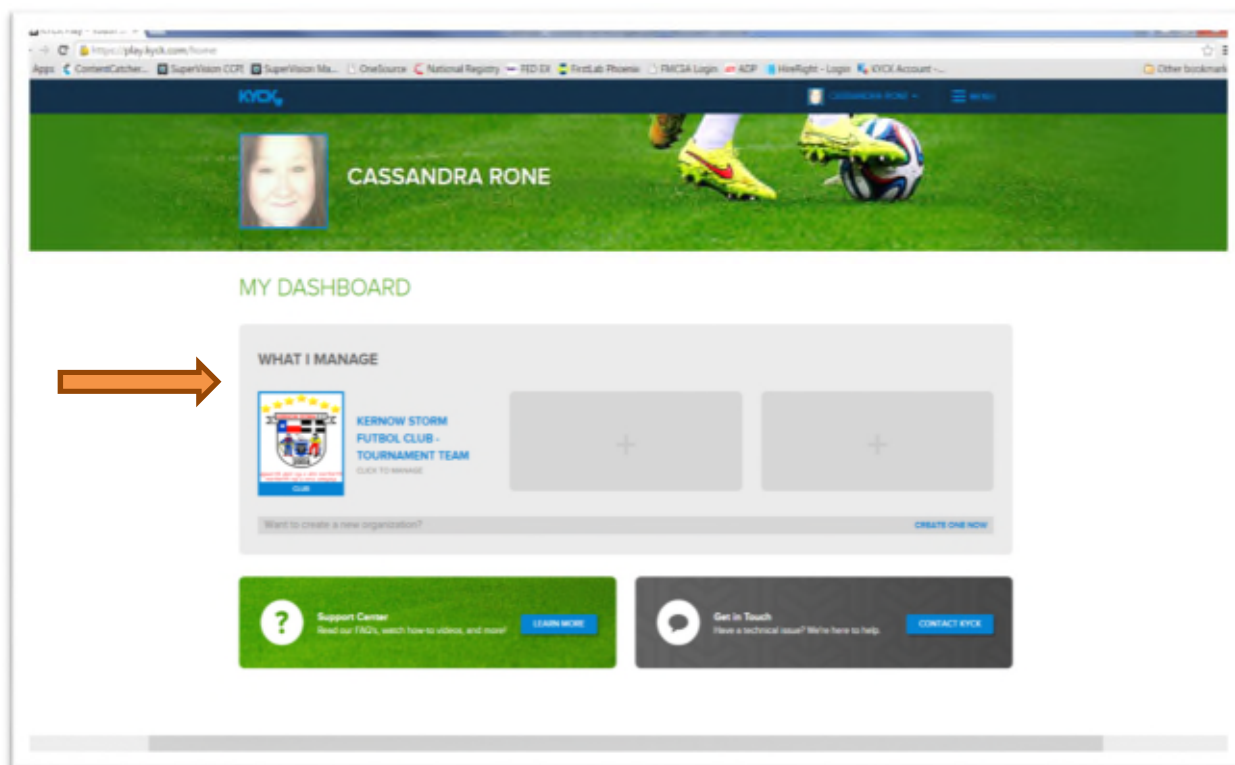 https://play.kyck.com/home
Apps ContentCatcher... SuperVision CCFI SuperVision Ma... OneSource National Registry FED EX FirstLab Phoenix FMCSA Login ADP HireRight - Login KYCK Account -... Other bookmark
KYCK
CASSANDRA RONE MENU
CASSANDRA RONE
MY DASHBOARD
WHAT I MANAGE
KERNOW STORM
FUTBOL CLUB -
TOURNAMENT TEAM
CLICK TO MANAGE
CLUB
Want to create a new organization? CREATE ONE NOW
Support Center
Read our FAQs, watch how-to videos, and more!
LEARN MORE
Get in Touch
Have a technical issue? We're here to help.
CONTACT KYCK